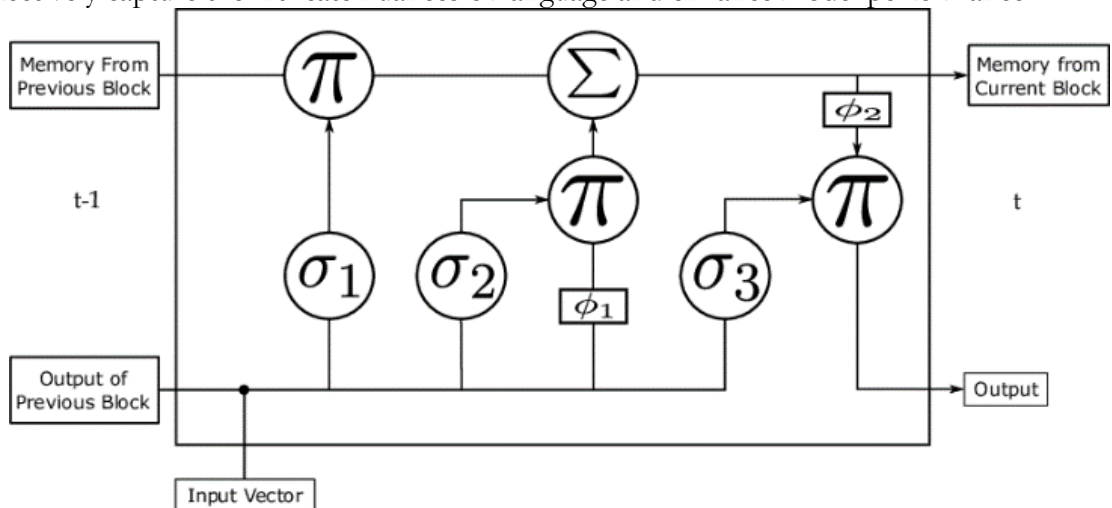 Memory From
Previous Block
π
Σ
Memory from
Current Block
ϕ2
t-1
π
π
t
σ1
σ2
σ3
ϕ1
Output of
Previous Block
Output
Input Vector